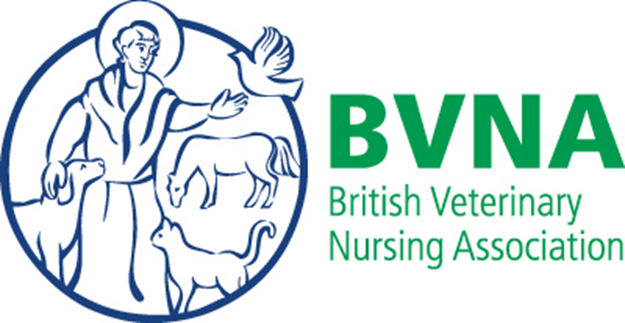 BVNA
British Veterinary
Nursing Association